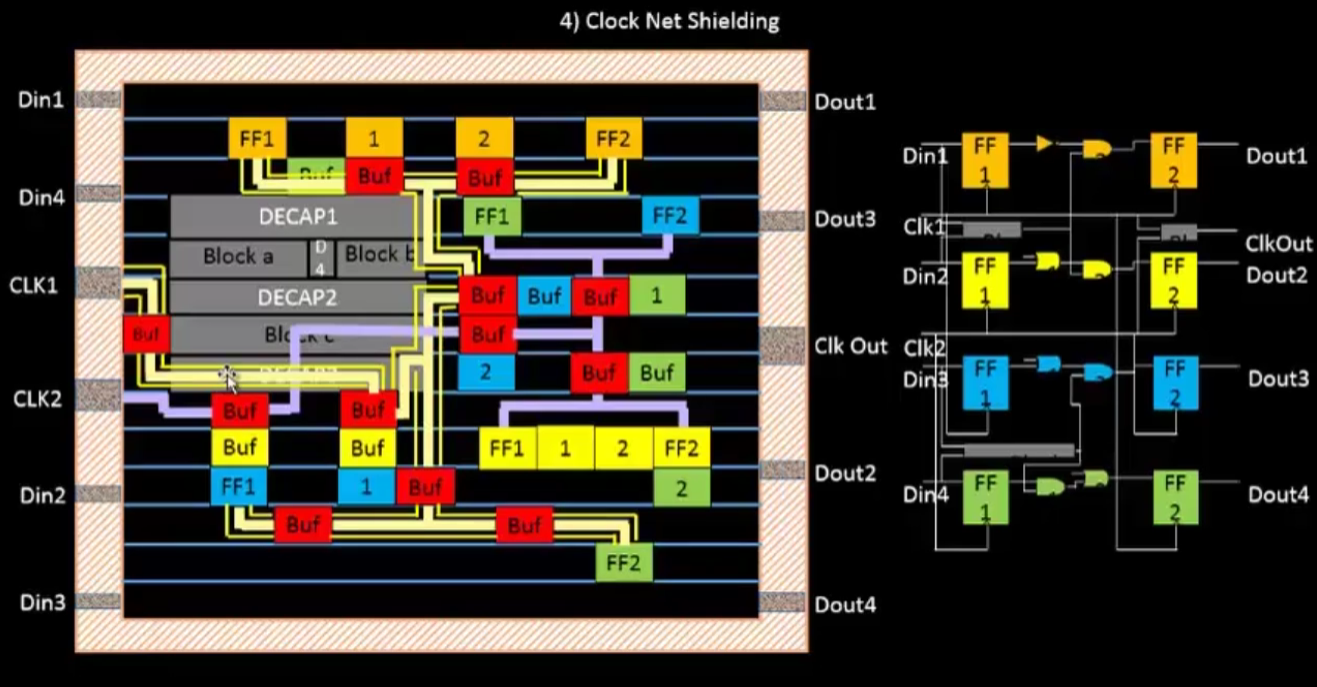 4) Clock Net Shielding
Din1
Din4
CLK1
CLK2
Din2
Din3
FF1 1 2 FF2
Buf Buf Buf
DECAP1 FF1 FF2
Block a D 4 Block b
DECAP2 Buf Buf Buf 1
Buf Block c Buf
2 Buf Buf
Buf Buf
Buf Buf FF1 1 2 FF2
FF1 1 Buf 2
Buf Buf
FF2
Dout1
Dout3
Clk Out
Dout2
Dout4
Din1 FF 1 FF 2 Dout1
Clk1 ClkOut
Din2 FF 1 FF 2 Dout2
Clk2
Din3 FF 1 FF 2 Dout3
Din4 FF 1 FF 2 Dout4